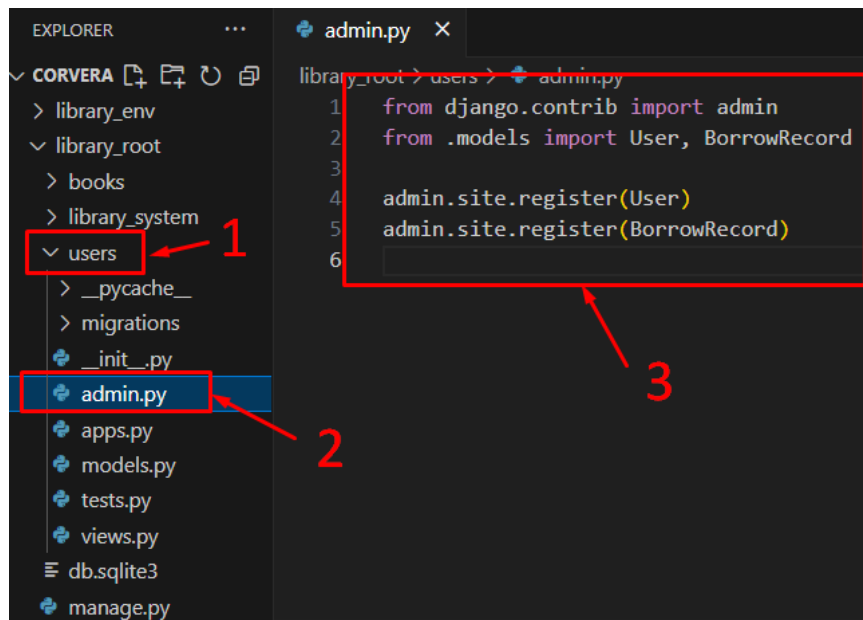 EXPLORER ...
CORVERA
library_env
library_root
books
library_system
users
__pycache__
migrations
__init__.py
admin.py
apps.py
models.py
tests.py
views.py
db.sqlite3
manage.py
1
2
admin.py
library_root > users > admin.py
1 from django.contrib import admin
2 from .models import User, BorrowRecord
3
4 admin.site.register(User)
5 admin.site.register(BorrowRecord)
6
3